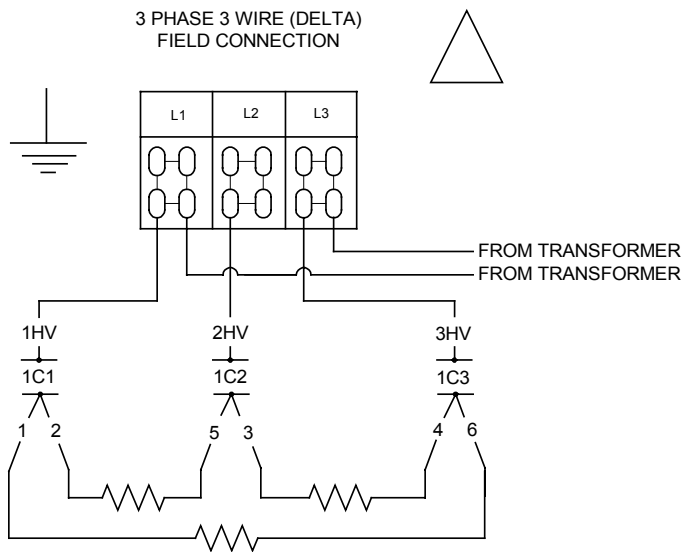 3 PHASE 3 WIRE (DELTA)
FIELD CONNECTION
L1 L2 L3
FROM TRANSFORMER
FROM TRANSFORMER
1HV 2HV 3HV
1C1 1C2 1C3
1 2 5 3 4 6